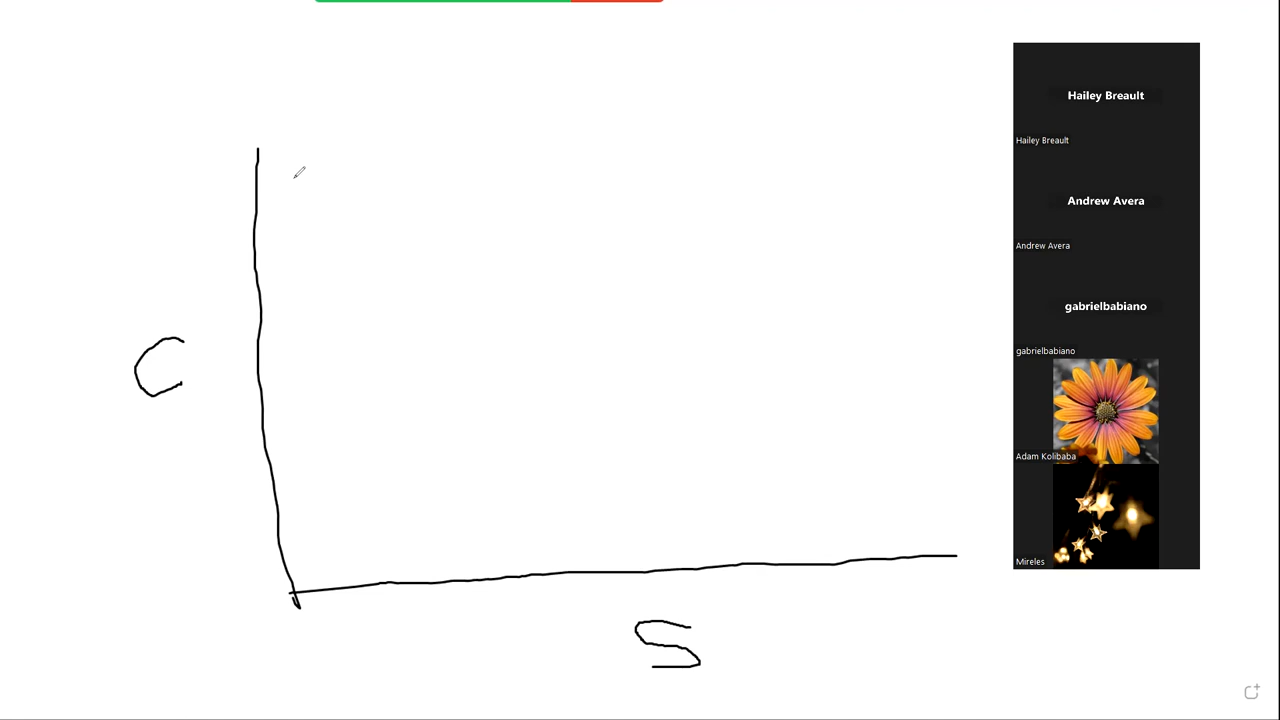 Hailey Breault
Hailey Breault
Andrew Avera
Andrew Avera
gabrielbabiano
gabrielbabiano
Adam Kolibaba
Mireles
C
S